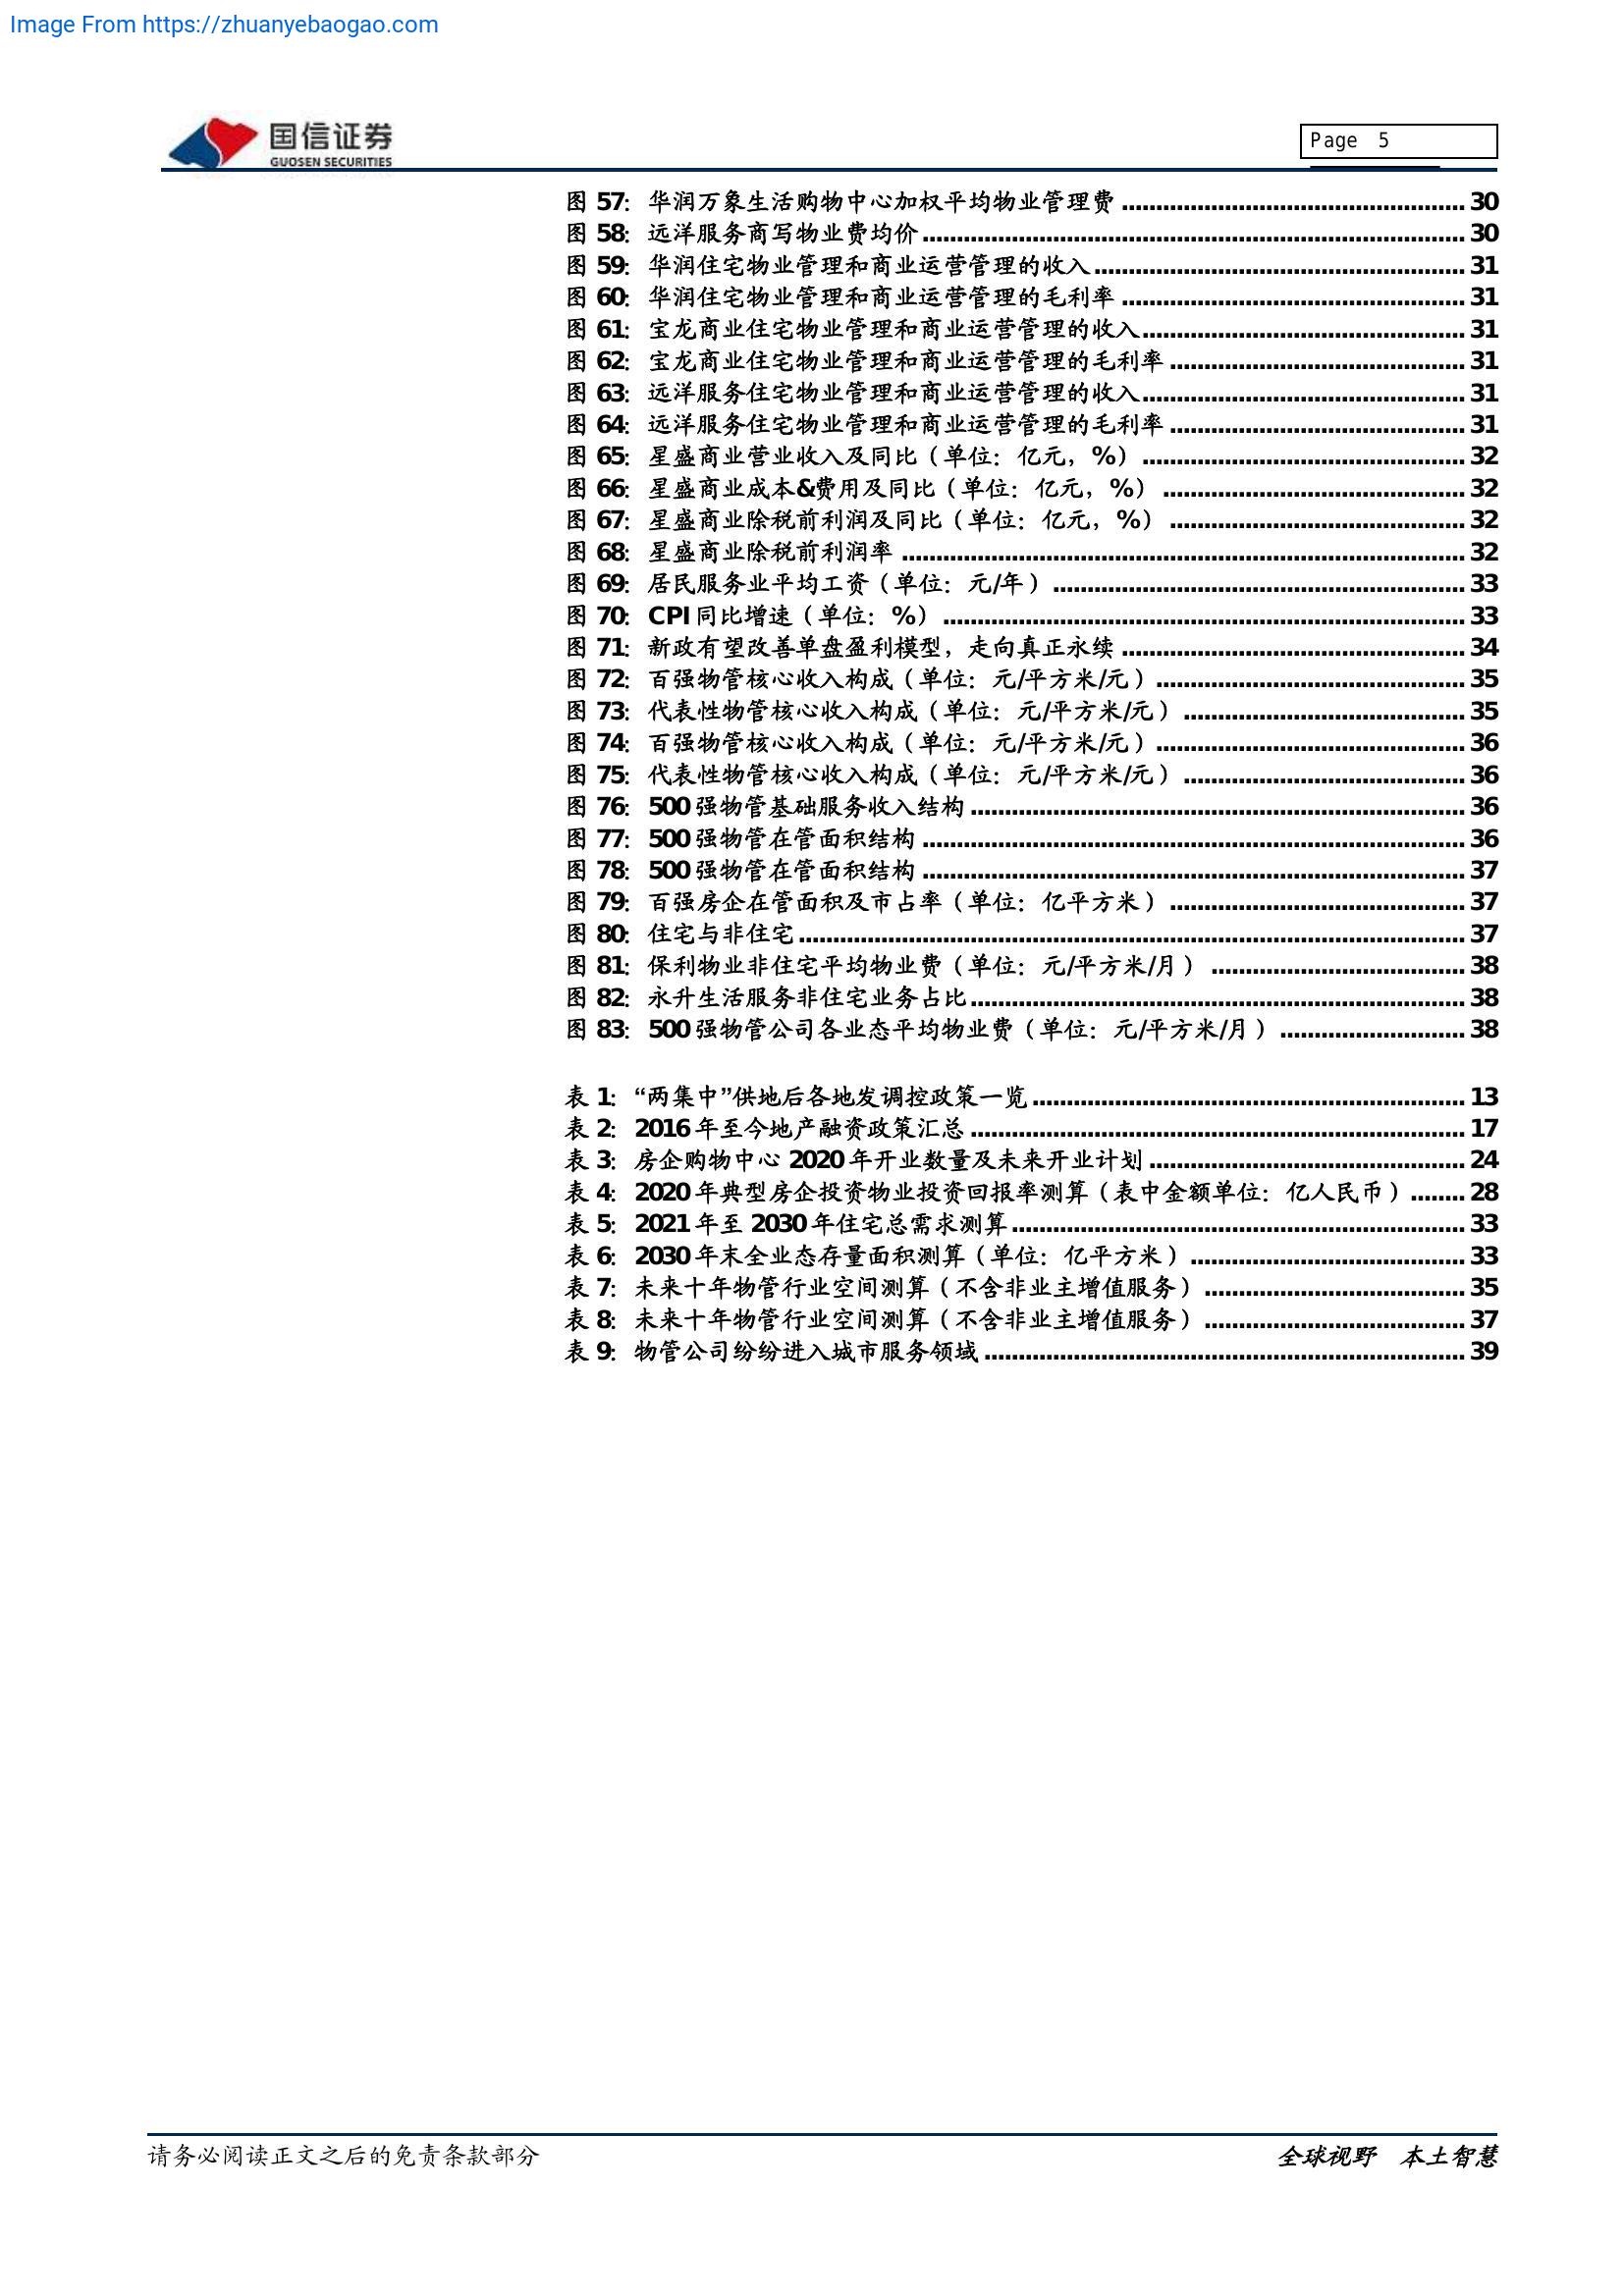 Image From https://zhuanyebaogao.com
国信证券
GUOSEN SECURITIES
Page 5
图 57: 华润万象生活购物中心加权平均物业管理费 ........ 30
图 58: 远洋服务商写物业费均价 ........ 30
图 59: 华润住宅物业管理和商业运营管理的收入 ........ 31
图 60: 华润住宅物业管理和商业运营管理的毛利率 ........ 31
图 61: 宝龙商业住宅物业管理和商业运营管理的收入 ........ 31
图 62: 宝龙商业住宅物业管理和商业运营管理的毛利率 ........ 31
图 63: 远洋服务住宅物业管理和商业运营管理的收入 ........ 31
图 64: 远洋服务住宅物业管理和商业运营管理的毛利率 ........ 31
图 65: 星盛商业营业收入及同比（单位：亿元，%） ........ 32
图 66: 星盛商业成本&费用及同比（单位：亿元，%） ........ 32
图 67: 星盛商业除税前利润及同比（单位：亿元，%） ........ 32
图 68: 星盛商业除税前利润率 ........ 32
图 69: 居民服务业平均工资（单位：元/年） ........ 33
图 70: CPI 同比增速（单位：%） ........ 33
图 71: 新政有望改善单盘盈利模型，走向真正永续 ........ 34
图 72: 百强物管核心收入构成（单位：元/平方米/元） ........ 35
图 73: 代表性物管核心收入构成（单位：元/平方米/元） ........ 35
图 74: 百强物管核心收入构成（单位：元/平方米/元） ........ 36
图 75: 代表性物管核心收入构成（单位：元/平方米/元） ........ 36
图 76: 500 强物管基础服务收入结构 ........ 36
图 77: 500 强物管在管面积结构 ........ 36
图 78: 500 强物管在管面积结构 ........ 37
图 79: 百强房企在管面积及市占率（单位：亿平方米） ........ 37
图 80: 住宅与非住宅 ........ 37
图 81: 保利物业非住宅平均物业费（单位：元/平方米/月） ........ 38
图 82: 永升生活服务非住宅业务占比 ........ 38
图 83: 500 强物管公司各业态平均物业费（单位：元/平方米/月） ........ 38
表 1: “两集中”供地后各地发调控政策一览 ........ 13
表 2: 2016 年至今地产融资政策汇总 ........ 17
表 3: 房企购物中心 2020 年开业数量及未来开业计划 ........ 24
表 4: 2020 年典型房企投资物业投资回报率测算（表中金额单位：亿人民币） ........ 28
表 5: 2021 年至 2030 年住宅总需求测算 ........ 33
表 6: 2030 年末全业态存量面积测算（单位：亿平方米） ........ 33
表 7: 未来十年物管行业空间测算（不含非业主增值服务） ........ 35
表 8: 未来十年物管行业空间测算（不含非业主增值服务） ........ 37
表 9: 物管公司纷纷进入城市服务领域 ........ 39
请务必阅读正文之后的免责条款部分
全球视野 本土智慧